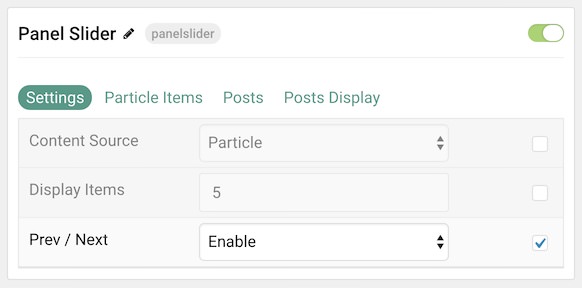 Panel Slider panelslider
Settings Particle Items Posts Posts Display
Content Source Particle
Display Items 5
Prev / Next Enable